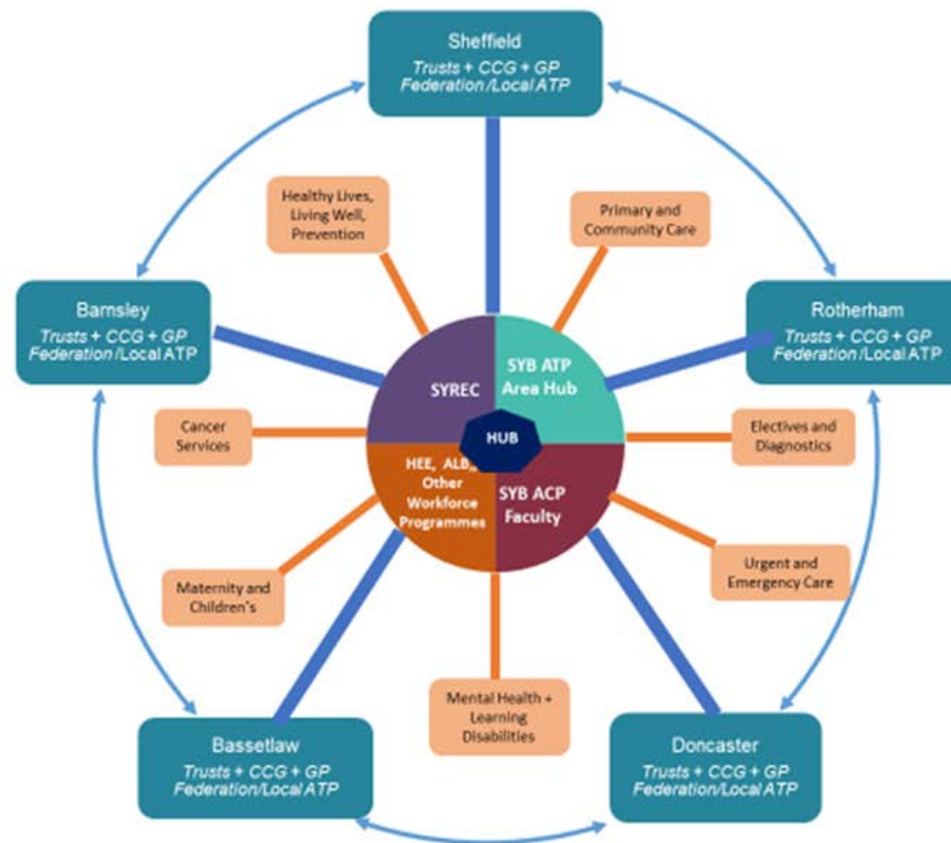 Sheffield
Trusts + CCG + GP
Federation /Local ATP
Healthy Lives,
Living Well,
Prevention
Primary and
Community Care
Barnsley
Trusts + CCG + GP
Federation /Local ATP
Rotherham
Trusts + CCG + GP
Federation /Local ATP
SYREC
SYB ATP
Area Hub
Cancer
Services
HUB
Electives and
Diagnostics
HEE, ALB,,
Other
Workforce
Programmes
SYB ACP
Faculty
Maternity and
Children's
Urgent and
Emergency Care
Mental Health +
Learning
Disabilities
Bassetlaw
Trusts + CCG + GP
Federation/Local ATP
Doncaster
Trusts + CCG + GP
Federation/Local ATP